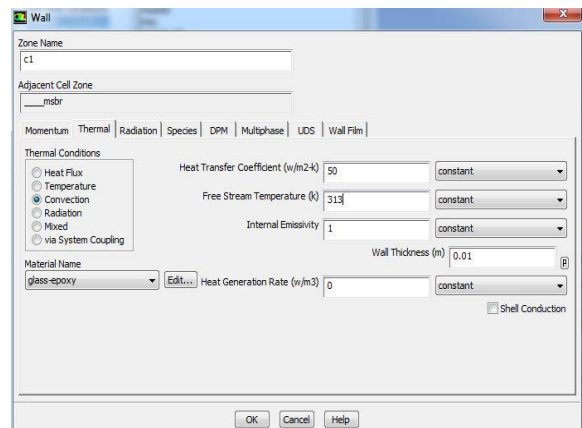 Wall
Zone Name
c1
Adjacent Cell Zone
____msbr
Momentum Thermal Radiation Species DPM Multiphase UDS Wall Film
Thermal Conditions
Heat Flux
Temperature
Convection
Radiation
Mixed
via System Coupling
Heat Transfer Coefficient (w/m2-k) 50 constant
Free Stream Temperature (k) 313 constant
Internal Emissivity 1 constant
Wall Thickness (m) 0.01 P
Material Name
glass-epoxy Edit... Heat Generation Rate (w/m3) 0 constant
Shell Conduction
OK Cancel Help